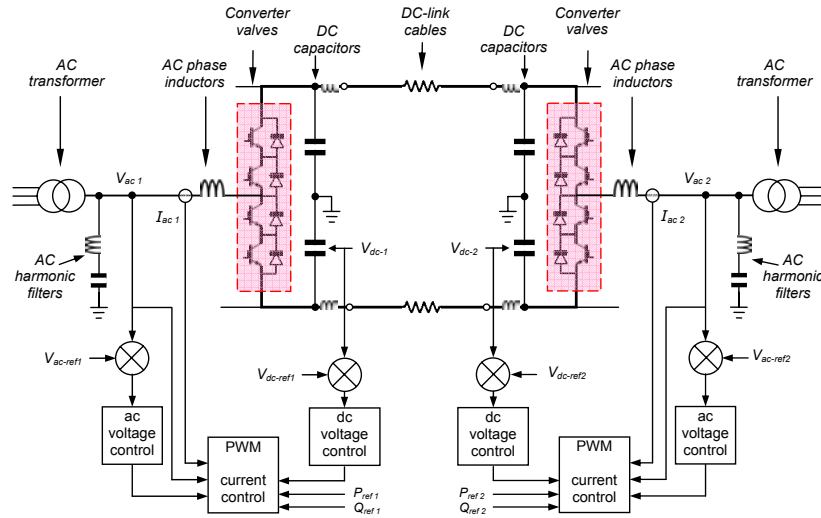 Converter
valves
DC
capacitors
DC-link
cables
DC
capacitors
Converter
valves
AC
transformer
AC phase
inductors
AC phase
inductors
AC
transformer
Vac 1
Iac 1
Vac 2
Iac 2
AC
harmonic
filters
Vdc-1
Vdc-2
AC
harmonic
filters
Vac-ref1
Vdc-ref1
Vdc-ref2
Vac-ref2
ac
voltage
control
dc
voltage
control
dc
voltage
control
ac
voltage
control
PWM
current
control
PWM
current
control
Pref 1
Qref 1
Pref 2
Qref 2